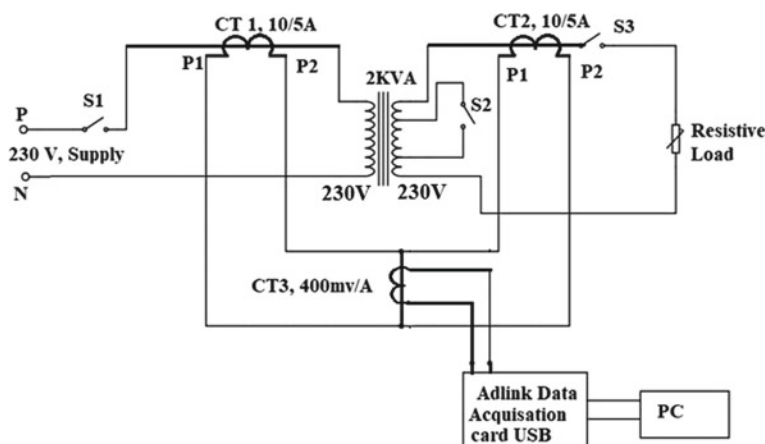 CT 1, 10/5A
CT2, 10/5A
S3
P1
P2
P1
P2
2KVA
S1
S2
P
230 V, Supply
N
Resistive
Load
230V
230V
CT3, 400mv/A
Adlink Data
Acquisation
card USB
PC